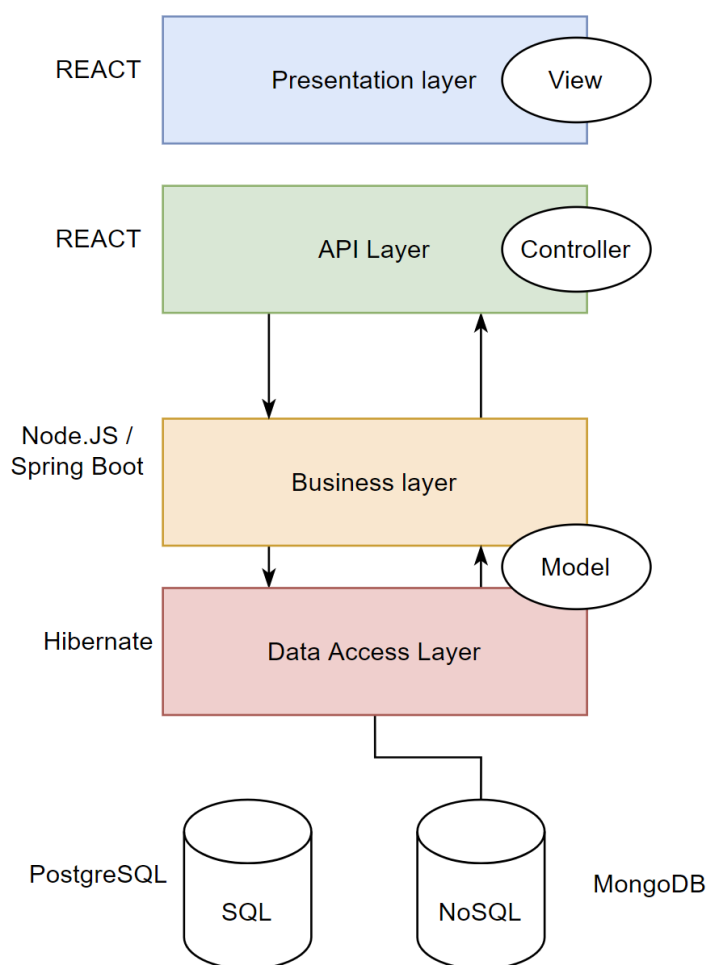 REACT
Presentation layer
View
REACT
API Layer
Controller
Node.JS /
Spring Boot
Business layer
Model
Hibernate
Data Access Layer
PostgreSQL
SQL
NoSQL
MongoDB